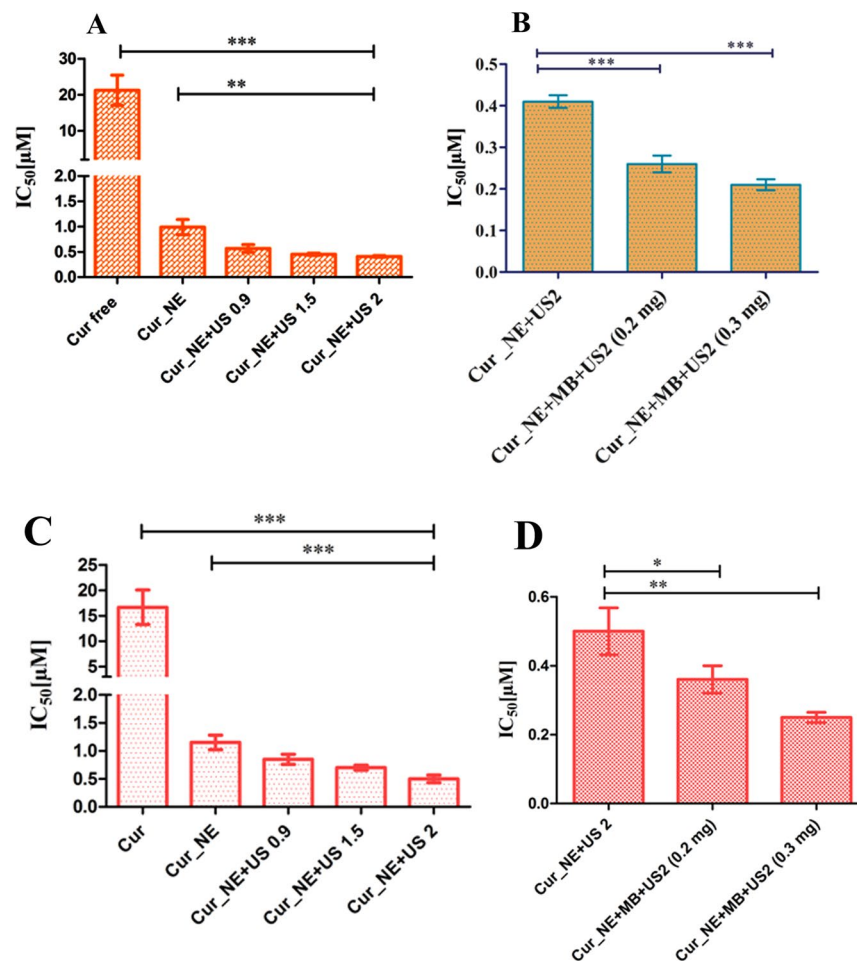 A
***
**
IC50[µM]
30
20
10
2.0
1.5
1.0
0.5
0.0
Cur free
Cur_NE
Cur_NE+US 0.9
Cur_NE+US 1.5
Cur_NE+US 2
B
***
***
IC50[µM]
0.5
0.4
0.3
0.2
0.1
0.0
Cur _NE+US2
Cur_NE+MB+US2 (0.2 mg)
Cur_NE+MB+US2 (0.3 mg)
C
***
***
IC50[µM]
25
20
15
10
5
2.0
1.5
1.0
0.5
0.0
Cur
Cur_NE
Cur_NE+US 0.9
Cur_NE+US 1.5
Cur_NE+US 2
D
*
**
IC50[µM]
0.6
0.4
0.2
0.0
Cur_NE+US 2
Cur_NE+MB+US2 (0.2 mg)
Cur_NE+MB+US2 (0.3 mg)